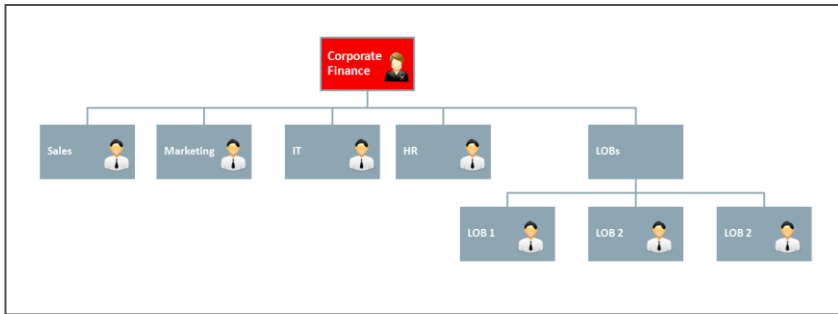 Corporate
Finance
Sales
Marketing
IT
HR
LOBs
LOB 1
LOB 2
LOB 2